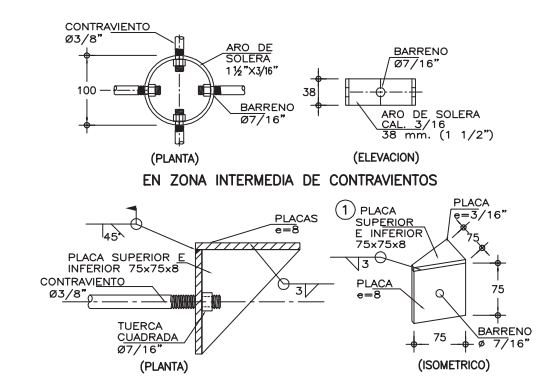 CONTRAVIENTO
Ø3/8"
ARO DE
SOLERA
1½"X3/16"
100
BARRENO
Ø7/16"
(PLANTA)
BARRENO
Ø7/16"
38
ARO DE SOLERA
CAL. 3/16
38 mm. (1 1/2")
(ELEVACION)
EN ZONA INTERMEDIA DE CONTRAVIENTOS
45°
PLACAS
e=8
PLACA SUPERIOR E
INFERIOR 75x75x8
CONTRAVIENTO
Ø3/8"
3
TUERCA
CUADRADA
Ø7/16"
(PLANTA)
1
PLACA
SUPERIOR
E INFERIOR
75x75x8
PLACA
e=3/16"
75
3
PLACA
e=8
75
BARRENO
ø 7/16"
75
(ISOMETRICO)